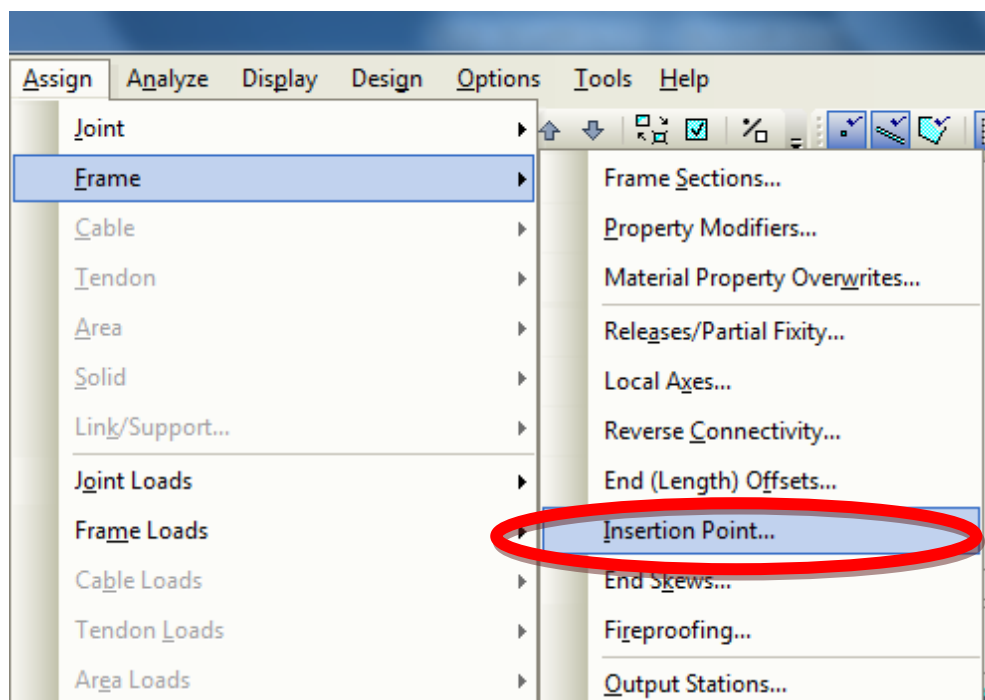 Assign Analyze Display Design Options Tools Help
Joint
Frame
Cable
Tendon
Area
Solid
Link/Support...
Joint Loads
Frame Loads
Cable Loads
Tendon Loads
Area Loads
Frame Sections...
Property Modifiers...
Material Property Overwrites...
Releases/Partial Fixity...
Local Axes...
Reverse Connectivity...
End (Length) Offsets...
Insertion Point...
End Skews...
Fireproofing...
Output Stations...